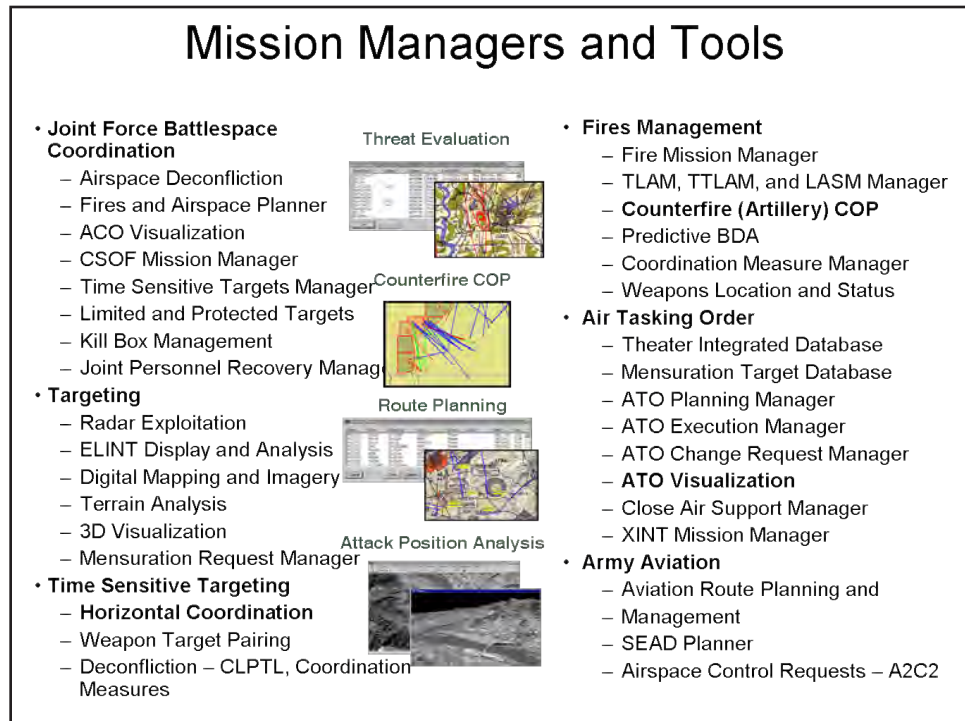 Mission Managers and Tools
• Joint Force Battlespace
Coordination
– Airspace Deconfliction
– Fires and Airspace Planner
– ACO Visualization
– CSOF Mission Manager
– Time Sensitive Targets Manager
– Limited and Protected Targets
– Kill Box Management
– Joint Personnel Recovery Manage
• Targeting
– Radar Exploitation
– ELINT Display and Analysis
– Digital Mapping and Imagery
– Terrain Analysis
– 3D Visualization
– Mensuration Request Manager
• Time Sensitive Targeting
– Horizontal Coordination
– Weapon Target Pairing
– Deconfliction – CLPTL, Coordination
Measures
Threat Evaluation
Counterfire COP
Route Planning
Attack Position Analysis
• Fires Management
– Fire Mission Manager
– TLAM, TTLAM, and LASM Manager
– Counterfire (Artillery) COP
– Predictive BDA
– Coordination Measure Manager
– Weapons Location and Status
• Air Tasking Order
– Theater Integrated Database
– Mensuration Target Database
– ATO Planning Manager
– ATO Execution Manager
– ATO Change Request Manager
– ATO Visualization
– Close Air Support Manager
– XINT Mission Manager
• Army Aviation
– Aviation Route Planning and
– Management
– SEAD Planner
– Airspace Control Requests – A2C2